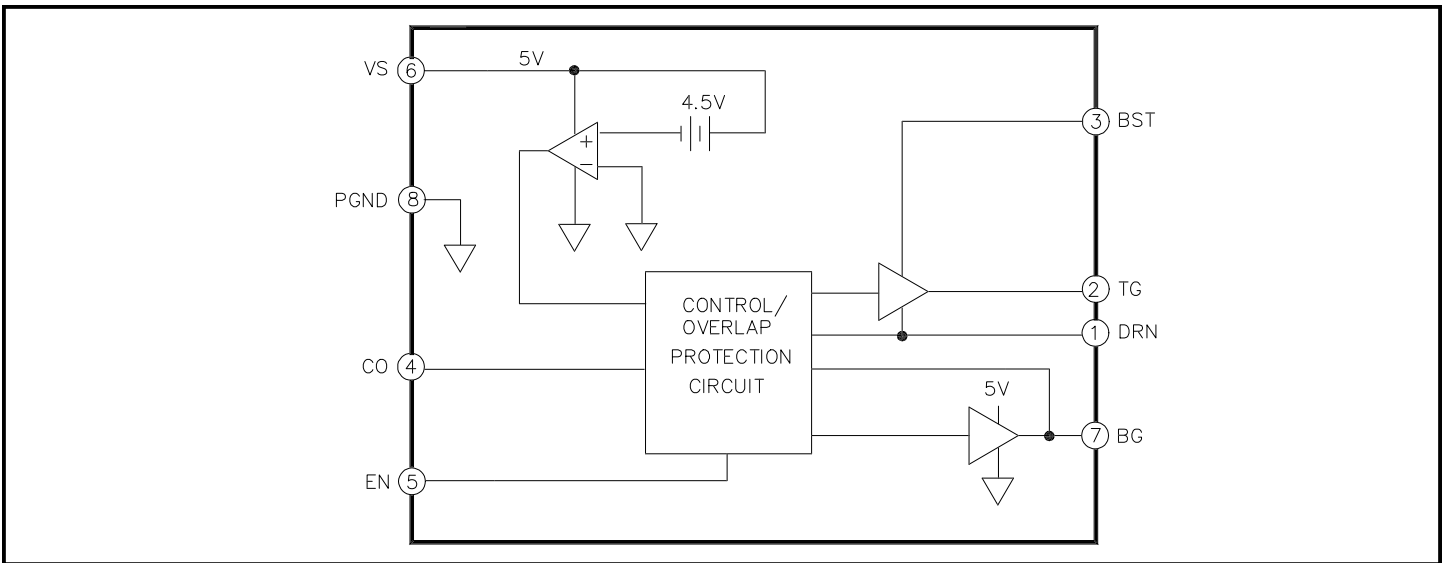 VS 6 5V
4.5V
+
−
3 BST
PGND 8
2 TG
1 DRN
CONTROL/
OVERLAP
PROTECTION
CIRCUIT
CO 4
5V
7 BG
EN 5